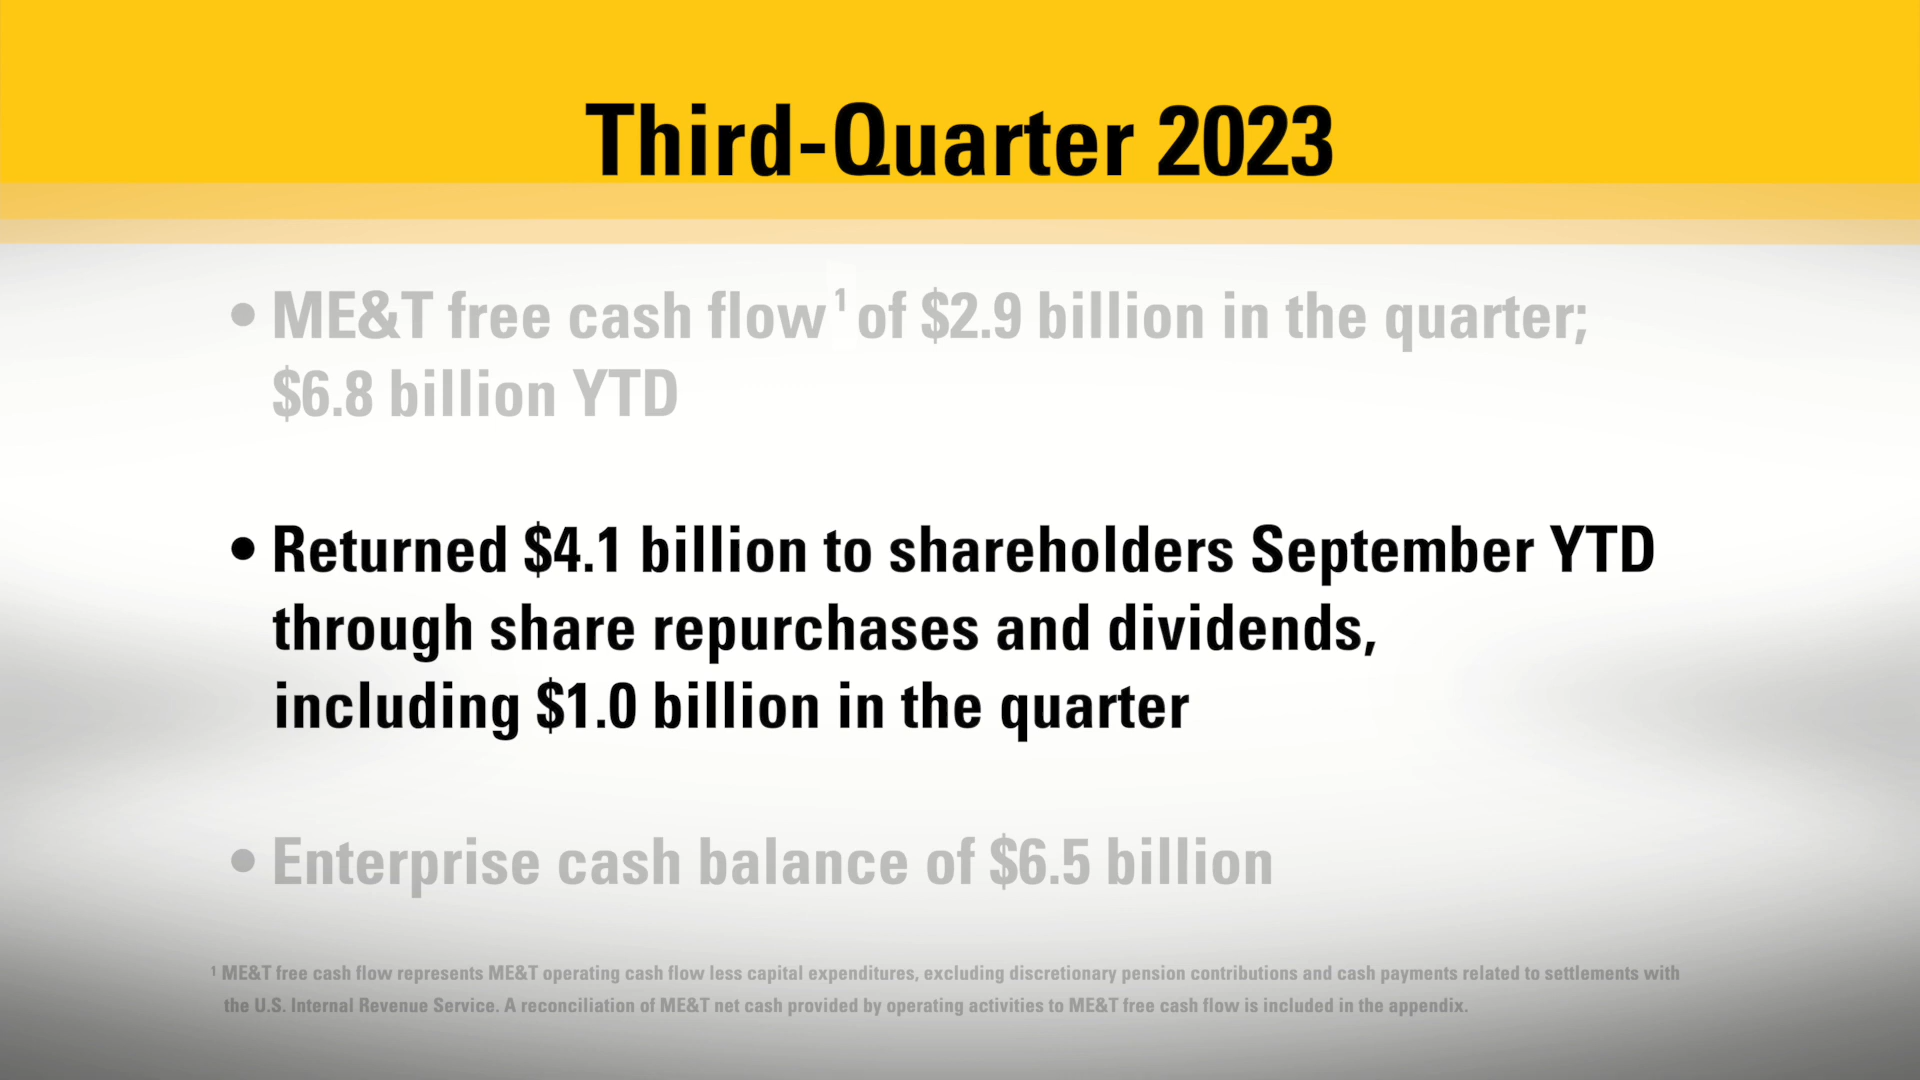 Third-Quarter 2023
• ME&T free cash flow¹ of $2.9 billion in the quarter;
$6.8 billion YTD
• Returned $4.1 billion to shareholders September YTD
through share repurchases and dividends,
including $1.0 billion in the quarter
• Enterprise cash balance of $6.5 billion
¹ ME&T free cash flow represents ME&T operating cash flow less capital expenditures, excluding discretionary pension contributions and cash payments related to settlements with
the U.S. Internal Revenue Service. A reconciliation of ME&T net cash provided by operating activities to ME&T free cash flow is included in the appendix.